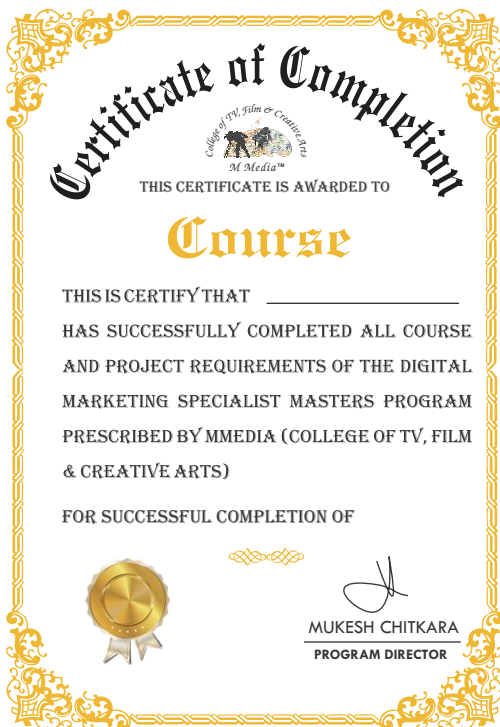 Certificate of Completion
College of TV, Film & Creative Arts
M Media™
THIS CERTIFICATE IS AWARDED TO
Course
THIS IS CERTIFY THAT
HAS SUCCESSFULLY COMPLETED ALL COURSE
AND PROJECT REQUIREMENTS OF THE DIGITAL
MARKETING SPECIALIST MASTERS PROGRAM
PRESCRIBED BY MMEDIA (COLLEGE OF TV, FILM
& CREATIVE ARTS)
FOR SUCCESSFUL COMPLETION OF
MUKESH CHITKARA
PROGRAM DIRECTOR